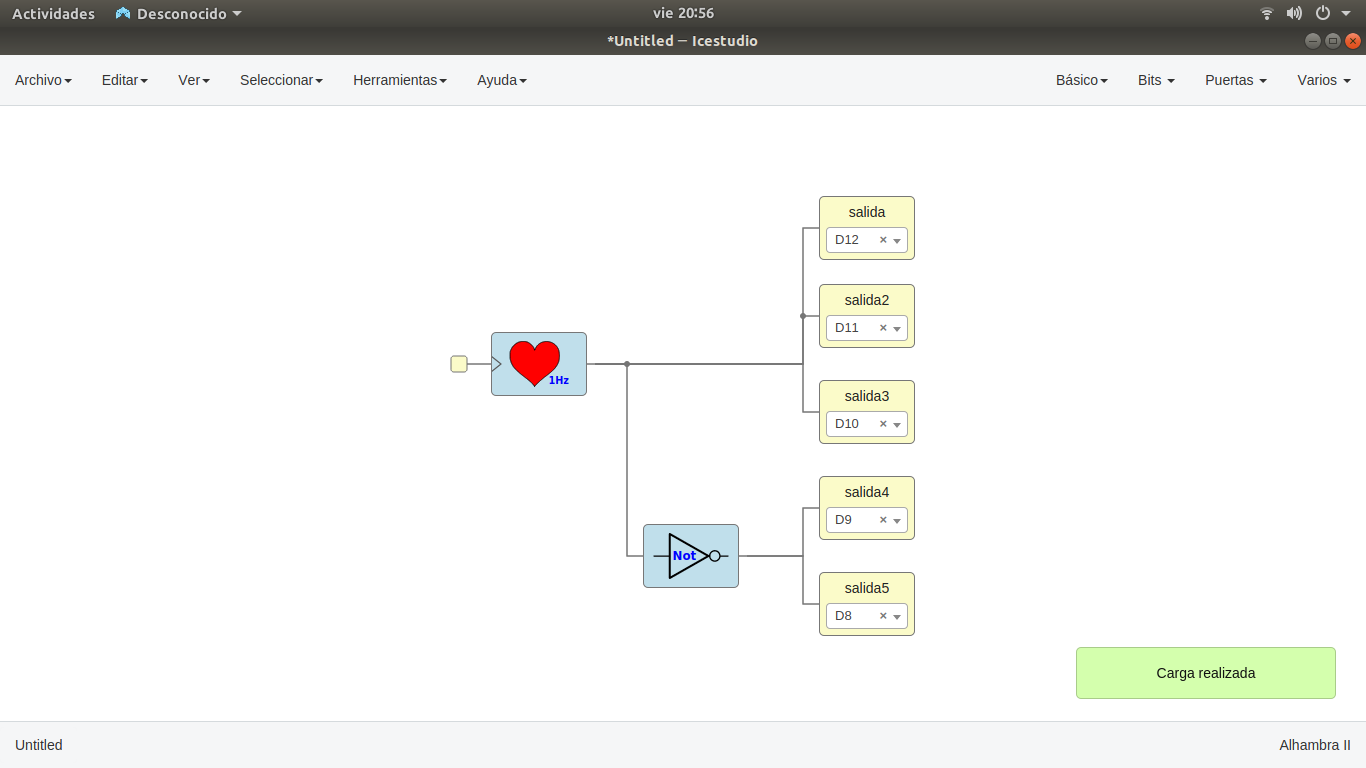 Actividades Desconocido vie 20:56
*Untitled — Icestudio
Archivo Editar Ver Seleccionar Herramientas Ayuda Básico Bits Puertas Varios
salida
D12 ×
salida2
D11 ×
1Hz
salida3
D10 ×
salida4
D9 ×
Not
salida5
D8 ×
Carga realizada
Untitled Alhambra II